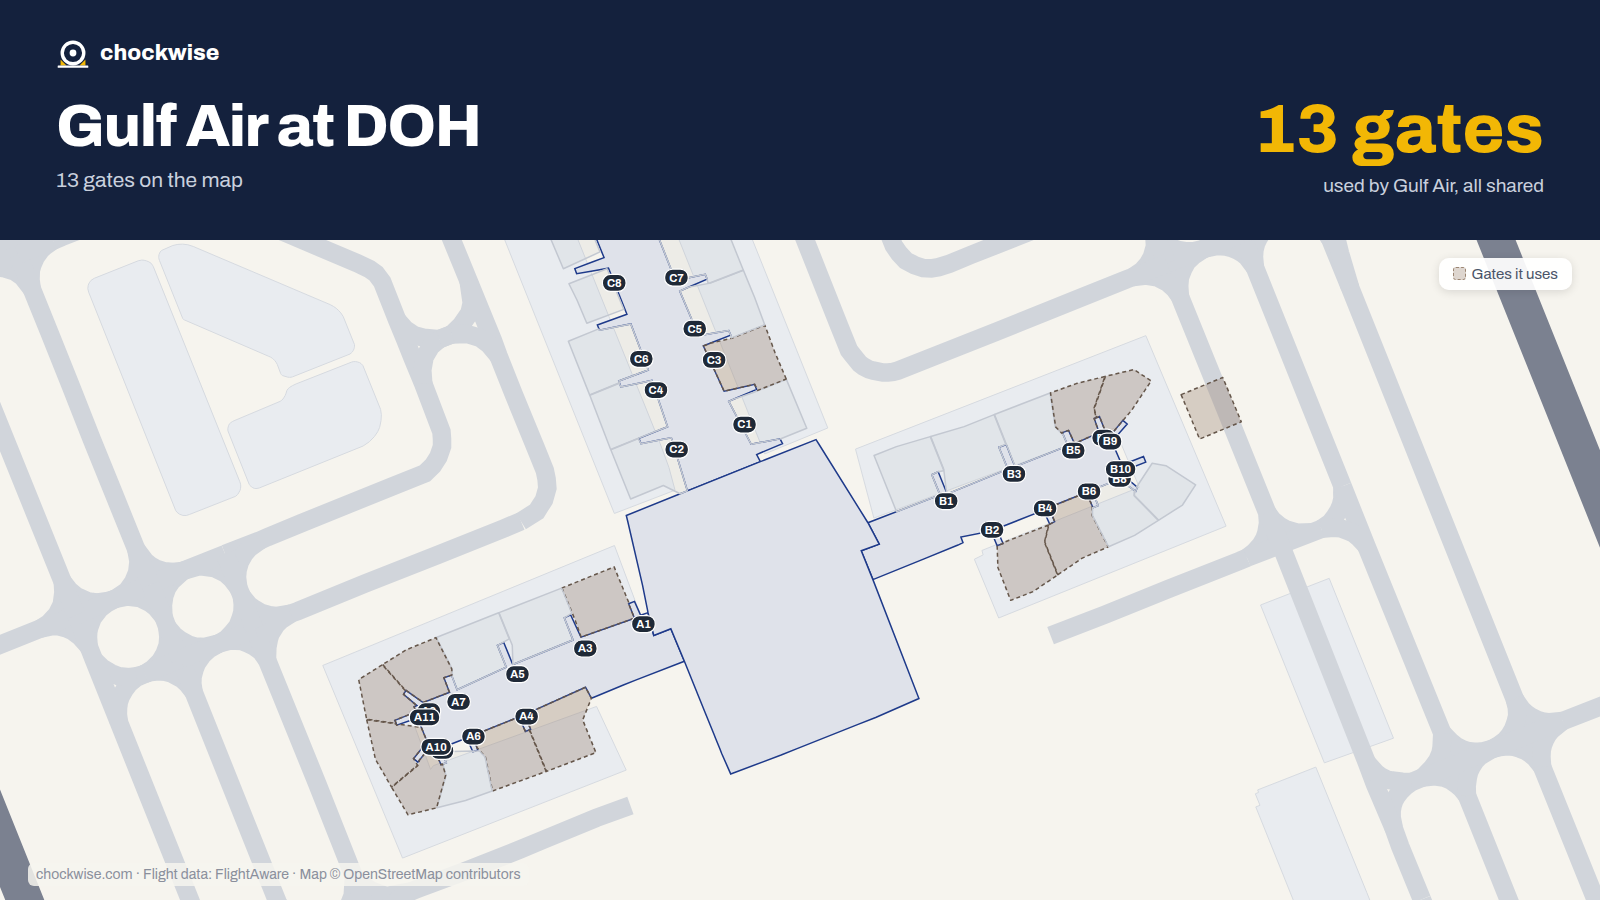 chockwise
Gulf Air at DOH
13 gates on the map
13 gates
used by Gulf Air, all shared
Gates it uses
C8
C7
C5
C6
C3
C4
C1
C2
B5
B9
B10
B8
B3
B6
B1
B4
B2
A1
A3
A5
A7
A11
A4
A6
A10
chockwise.com · Flight data: FlightAware · Map © OpenStreetMap contributors